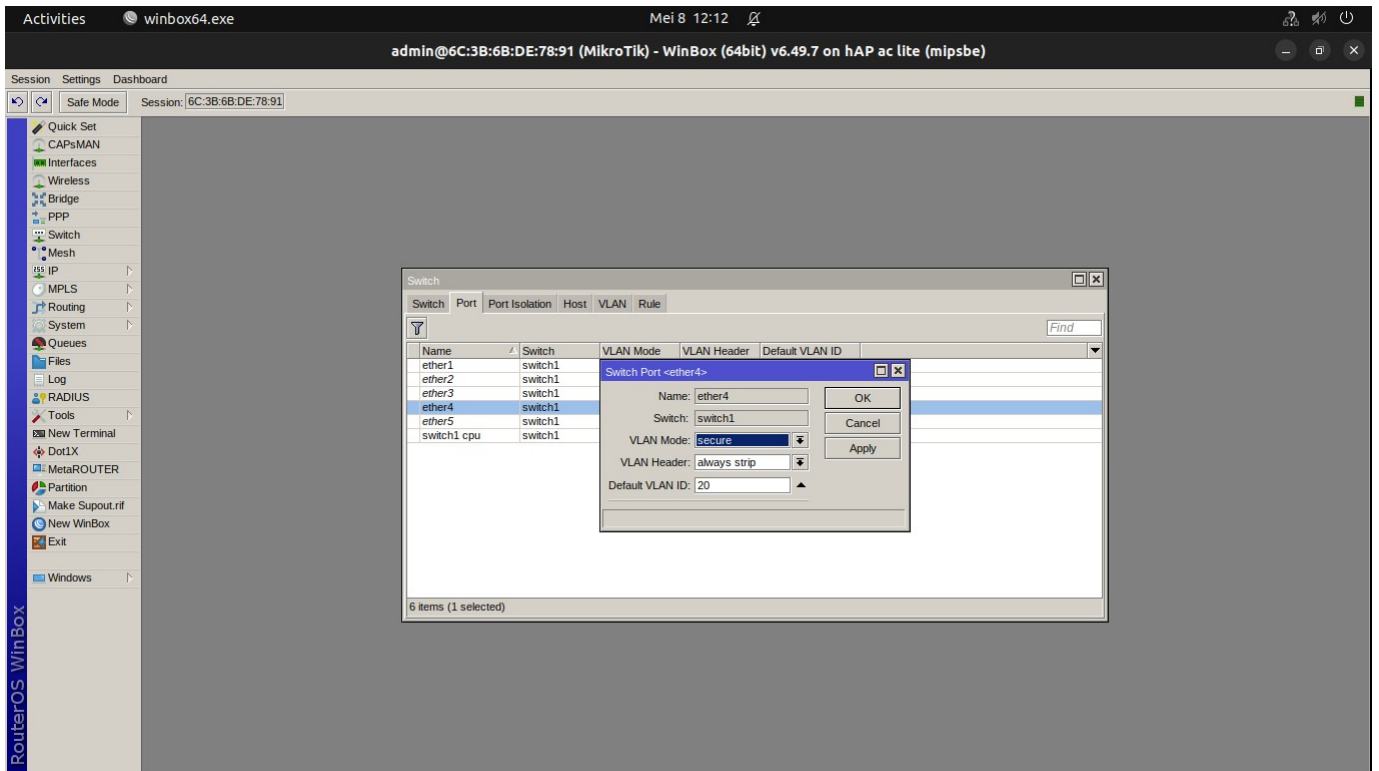 Activities winbox64.exe Mei 8 12:12
admin@6C:3B:6B:DE:78:91 (MikroTik) - WinBox (64bit) v6.49.7 on hAP ac lite (mipsbe)
Session Settings Dashboard
Safe Mode Session: 6C:3B:6B:DE:78:91
Quick Set
CAPsMAN
Interfaces
Wireless
Bridge
PPP
Switch
Mesh
IP
MPLS
Routing
System
Queues
Files
Log
RADIUS
Tools
New Terminal
Dot1X
MetaROUTER
Partition
Make Supout.rif
New WinBox
Exit
Windows
RouterOS WinBox
Switch
Switch Port Port Isolation Host VLAN Rule
Find
Name Switch VLAN Mode VLAN Header Default VLAN ID
ether1 switch1
ether2 switch1
ether3 switch1
ether4 switch1
ether5 switch1
switch1 cpu switch1
6 items (1 selected)
Switch Port <ether4>
Name: ether4
Switch: switch1
VLAN Mode: secure
VLAN Header: always strip
Default VLAN ID: 20
OK
Cancel
Apply